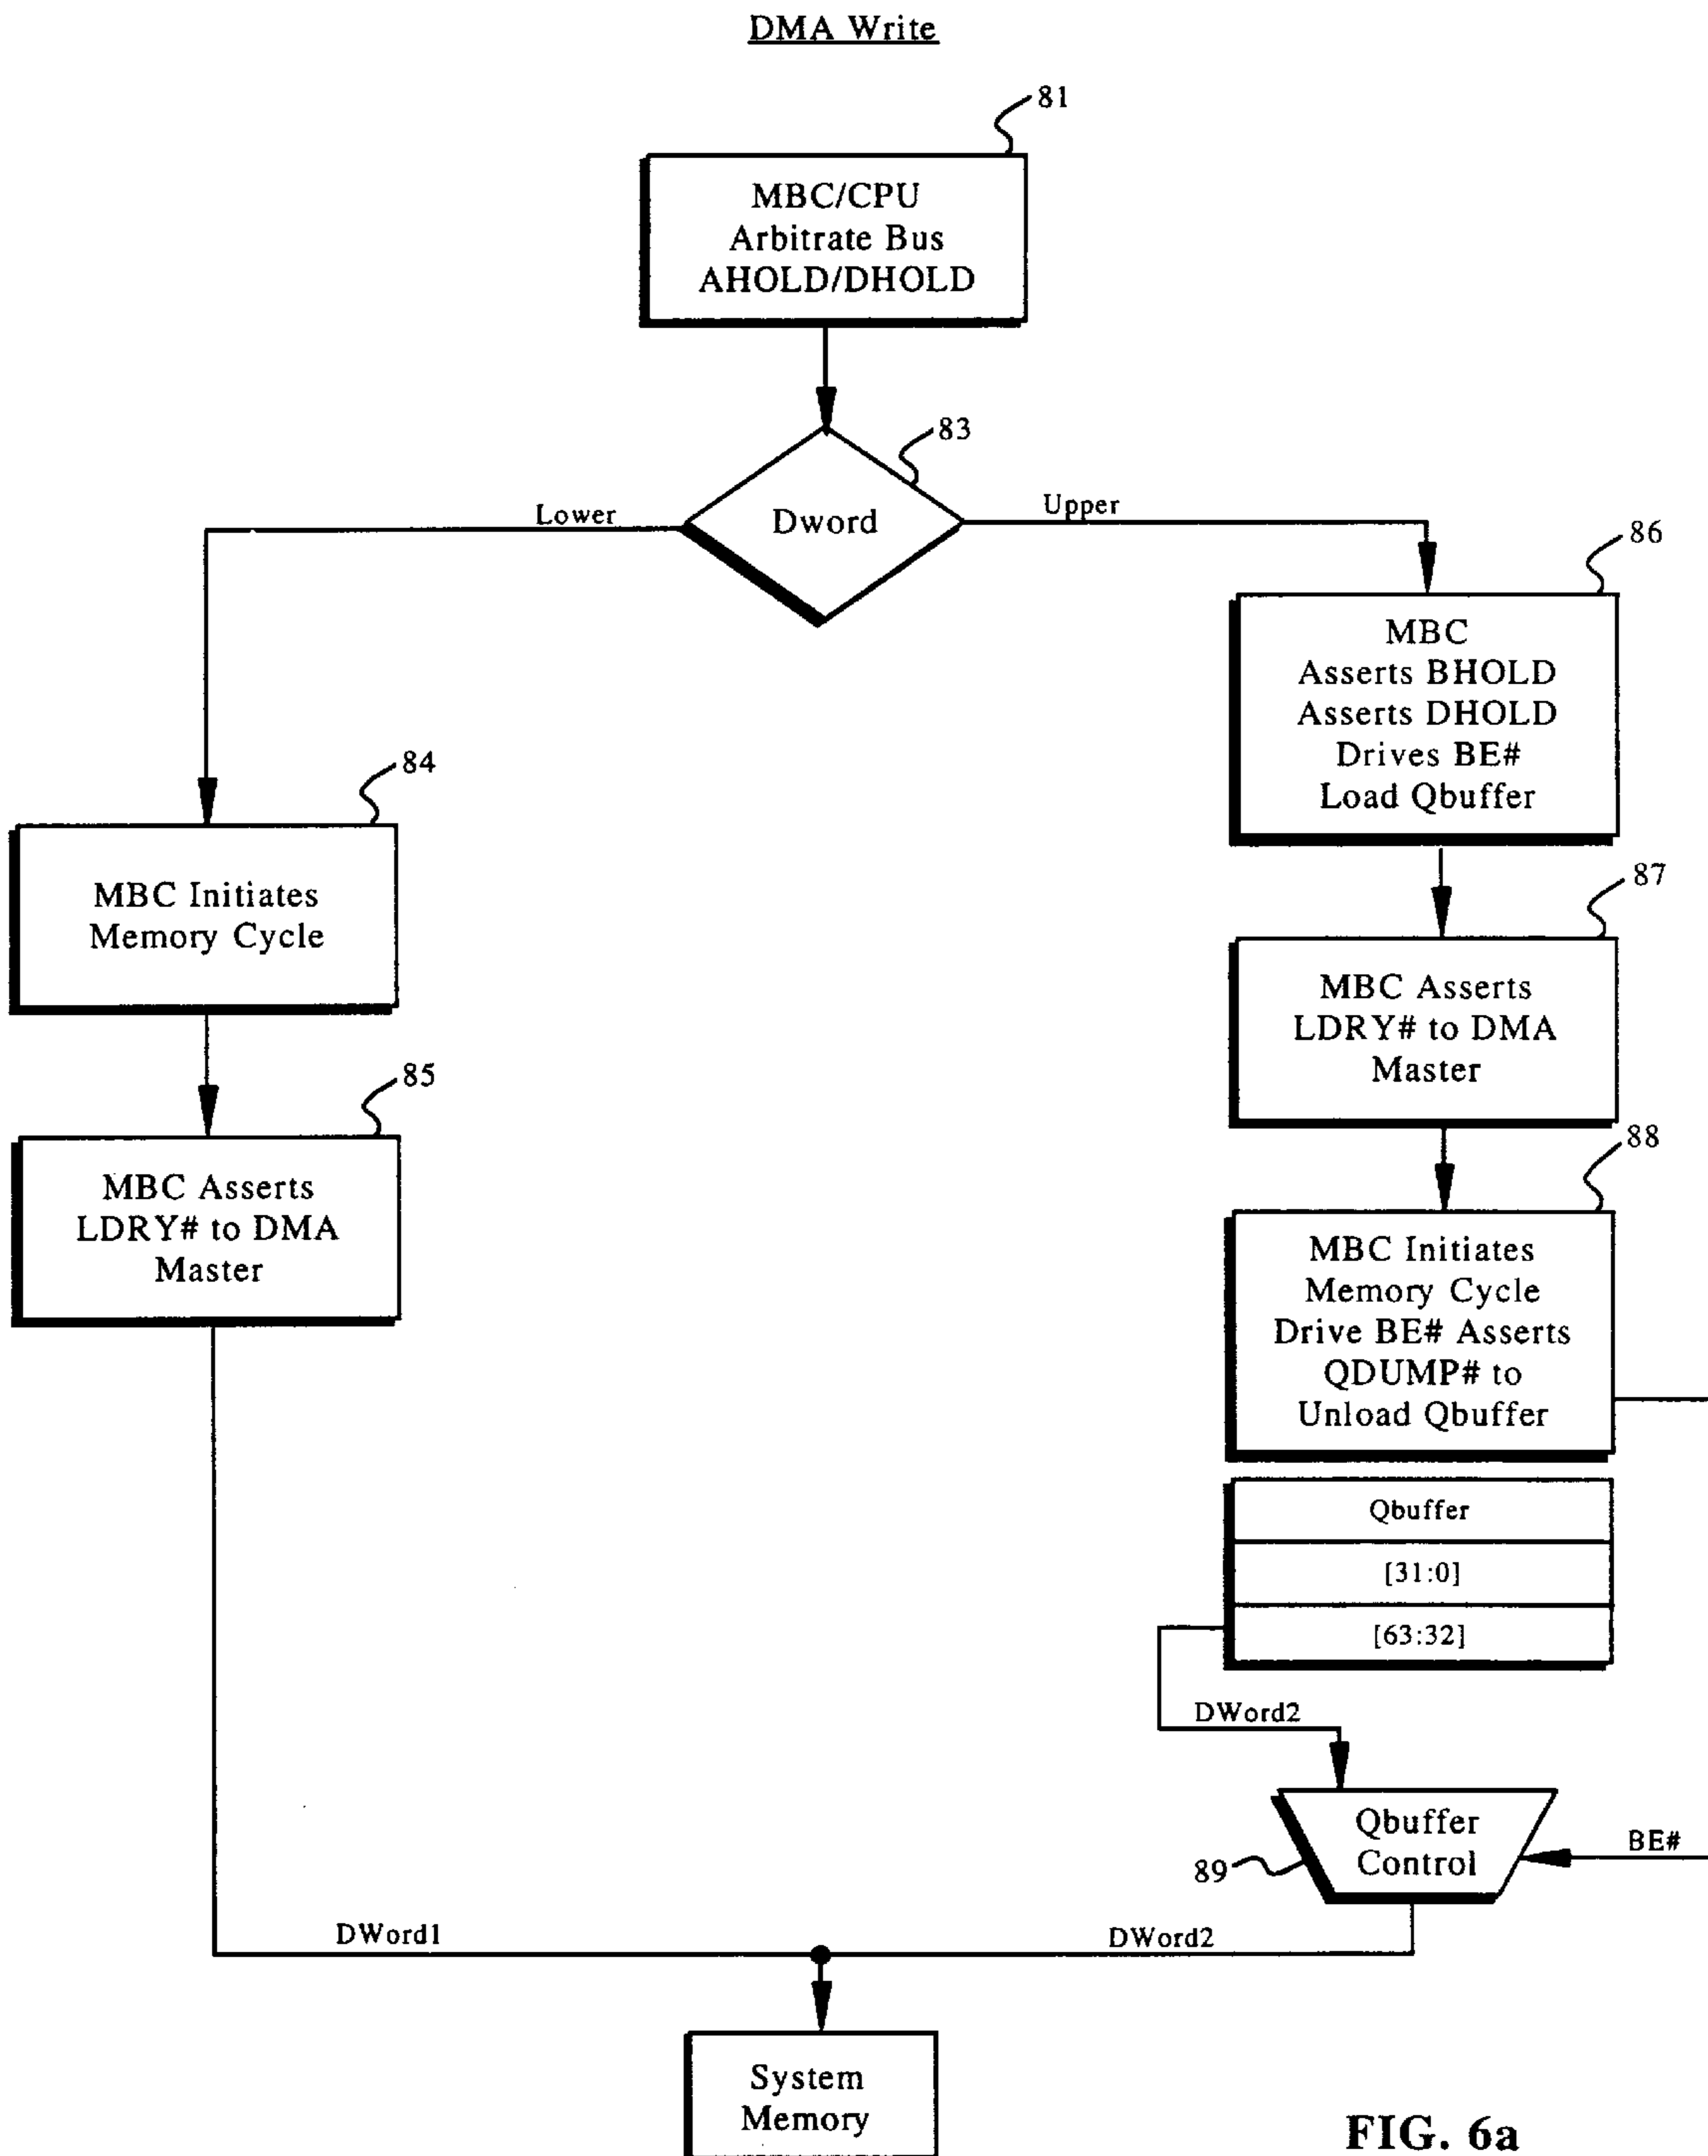 DMA Write
81
MBC/CPU
Arbitrate Bus
AHOLD/DHOLD
83
Dword
Lower
Upper
86
MBC
Asserts BHOLD
Asserts DHOLD
Drives BE#
Load Qbuffer
84
MBC Initiates
Memory Cycle
87
MBC Asserts
LDRY# to DMA
Master
85
MBC Asserts
LDRY# to DMA
Master
88
MBC Initiates
Memory Cycle
Drive BE# Asserts
QDUMP# to
Unload Qbuffer
Qbuffer
[31:0]
[63:32]
DWord2
Qbuffer
Control
89
BE#
DWord1
DWord2
System
Memory
FIG. 6a